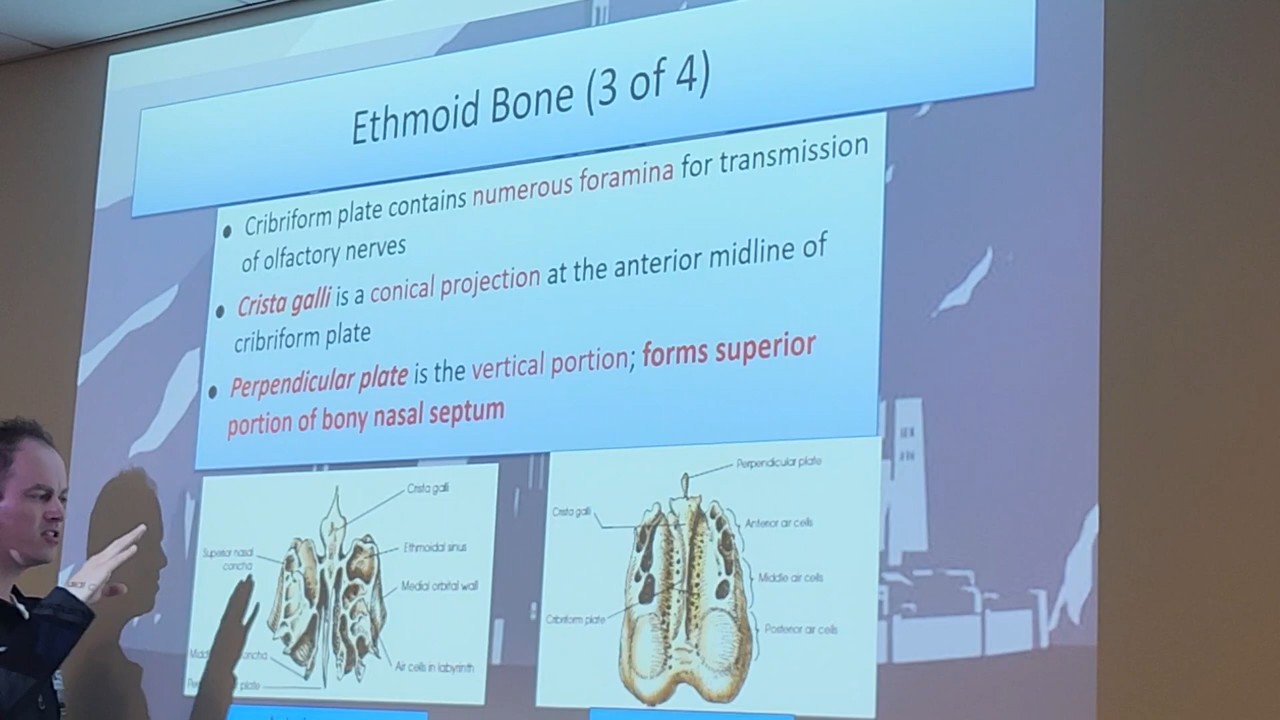 Ethmoid Bone (3 of 4)
• Cribriform plate contains numerous foramina for transmission
of olfactory nerves
• Crista galli is a conical projection at the anterior midline of
cribriform plate
• Perpendicular plate is the vertical portion; forms superior
portion of bony nasal septum
Crista galli
Superior nasal
concha
Ethmoidal sinus
Medial orbital wall
Air cells in labyrinth
plate
Perpendicular plate
Crista galli
Anterior air cells
Middle air cells
Cribriform plate
Posterior air cells